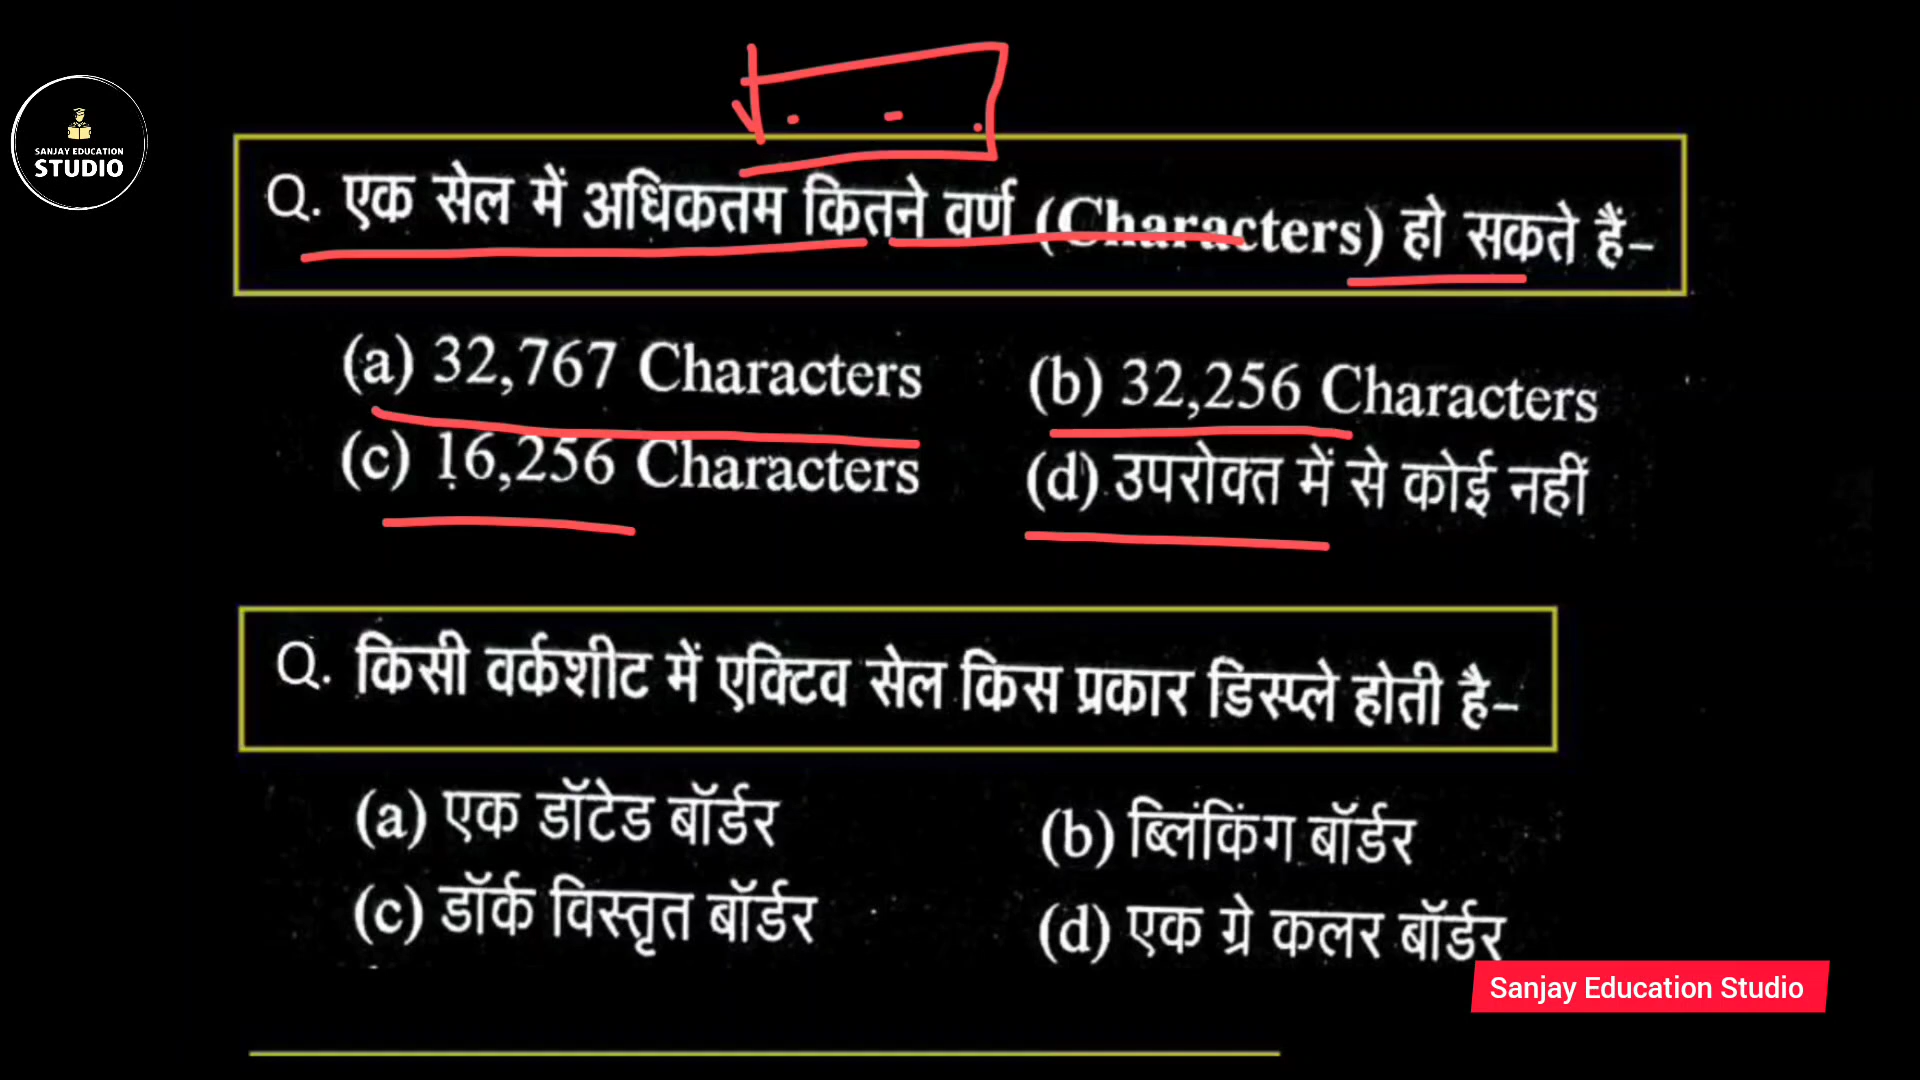 SANJAY EDUCATION
STUDIO
Q. एक सेल में अधिकतम कितने वर्ण (Characters) हो सकते हैं–
(a) 32,767 Characters (b) 32,256 Characters
(c) 16,256 Characters (d) उपरोक्त में से कोई नहीं
Q. किसी वर्कशीट में एक्टिव सेल किस प्रकार डिस्प्ले होती है–
(a) एक डॉटेड बॉर्डर (b) ब्लिंकिंग बॉर्डर
(c) डॉर्क विस्तृत बॉर्डर (d) एक ग्रे कलर बॉर्डर
Sanjay Education Studio